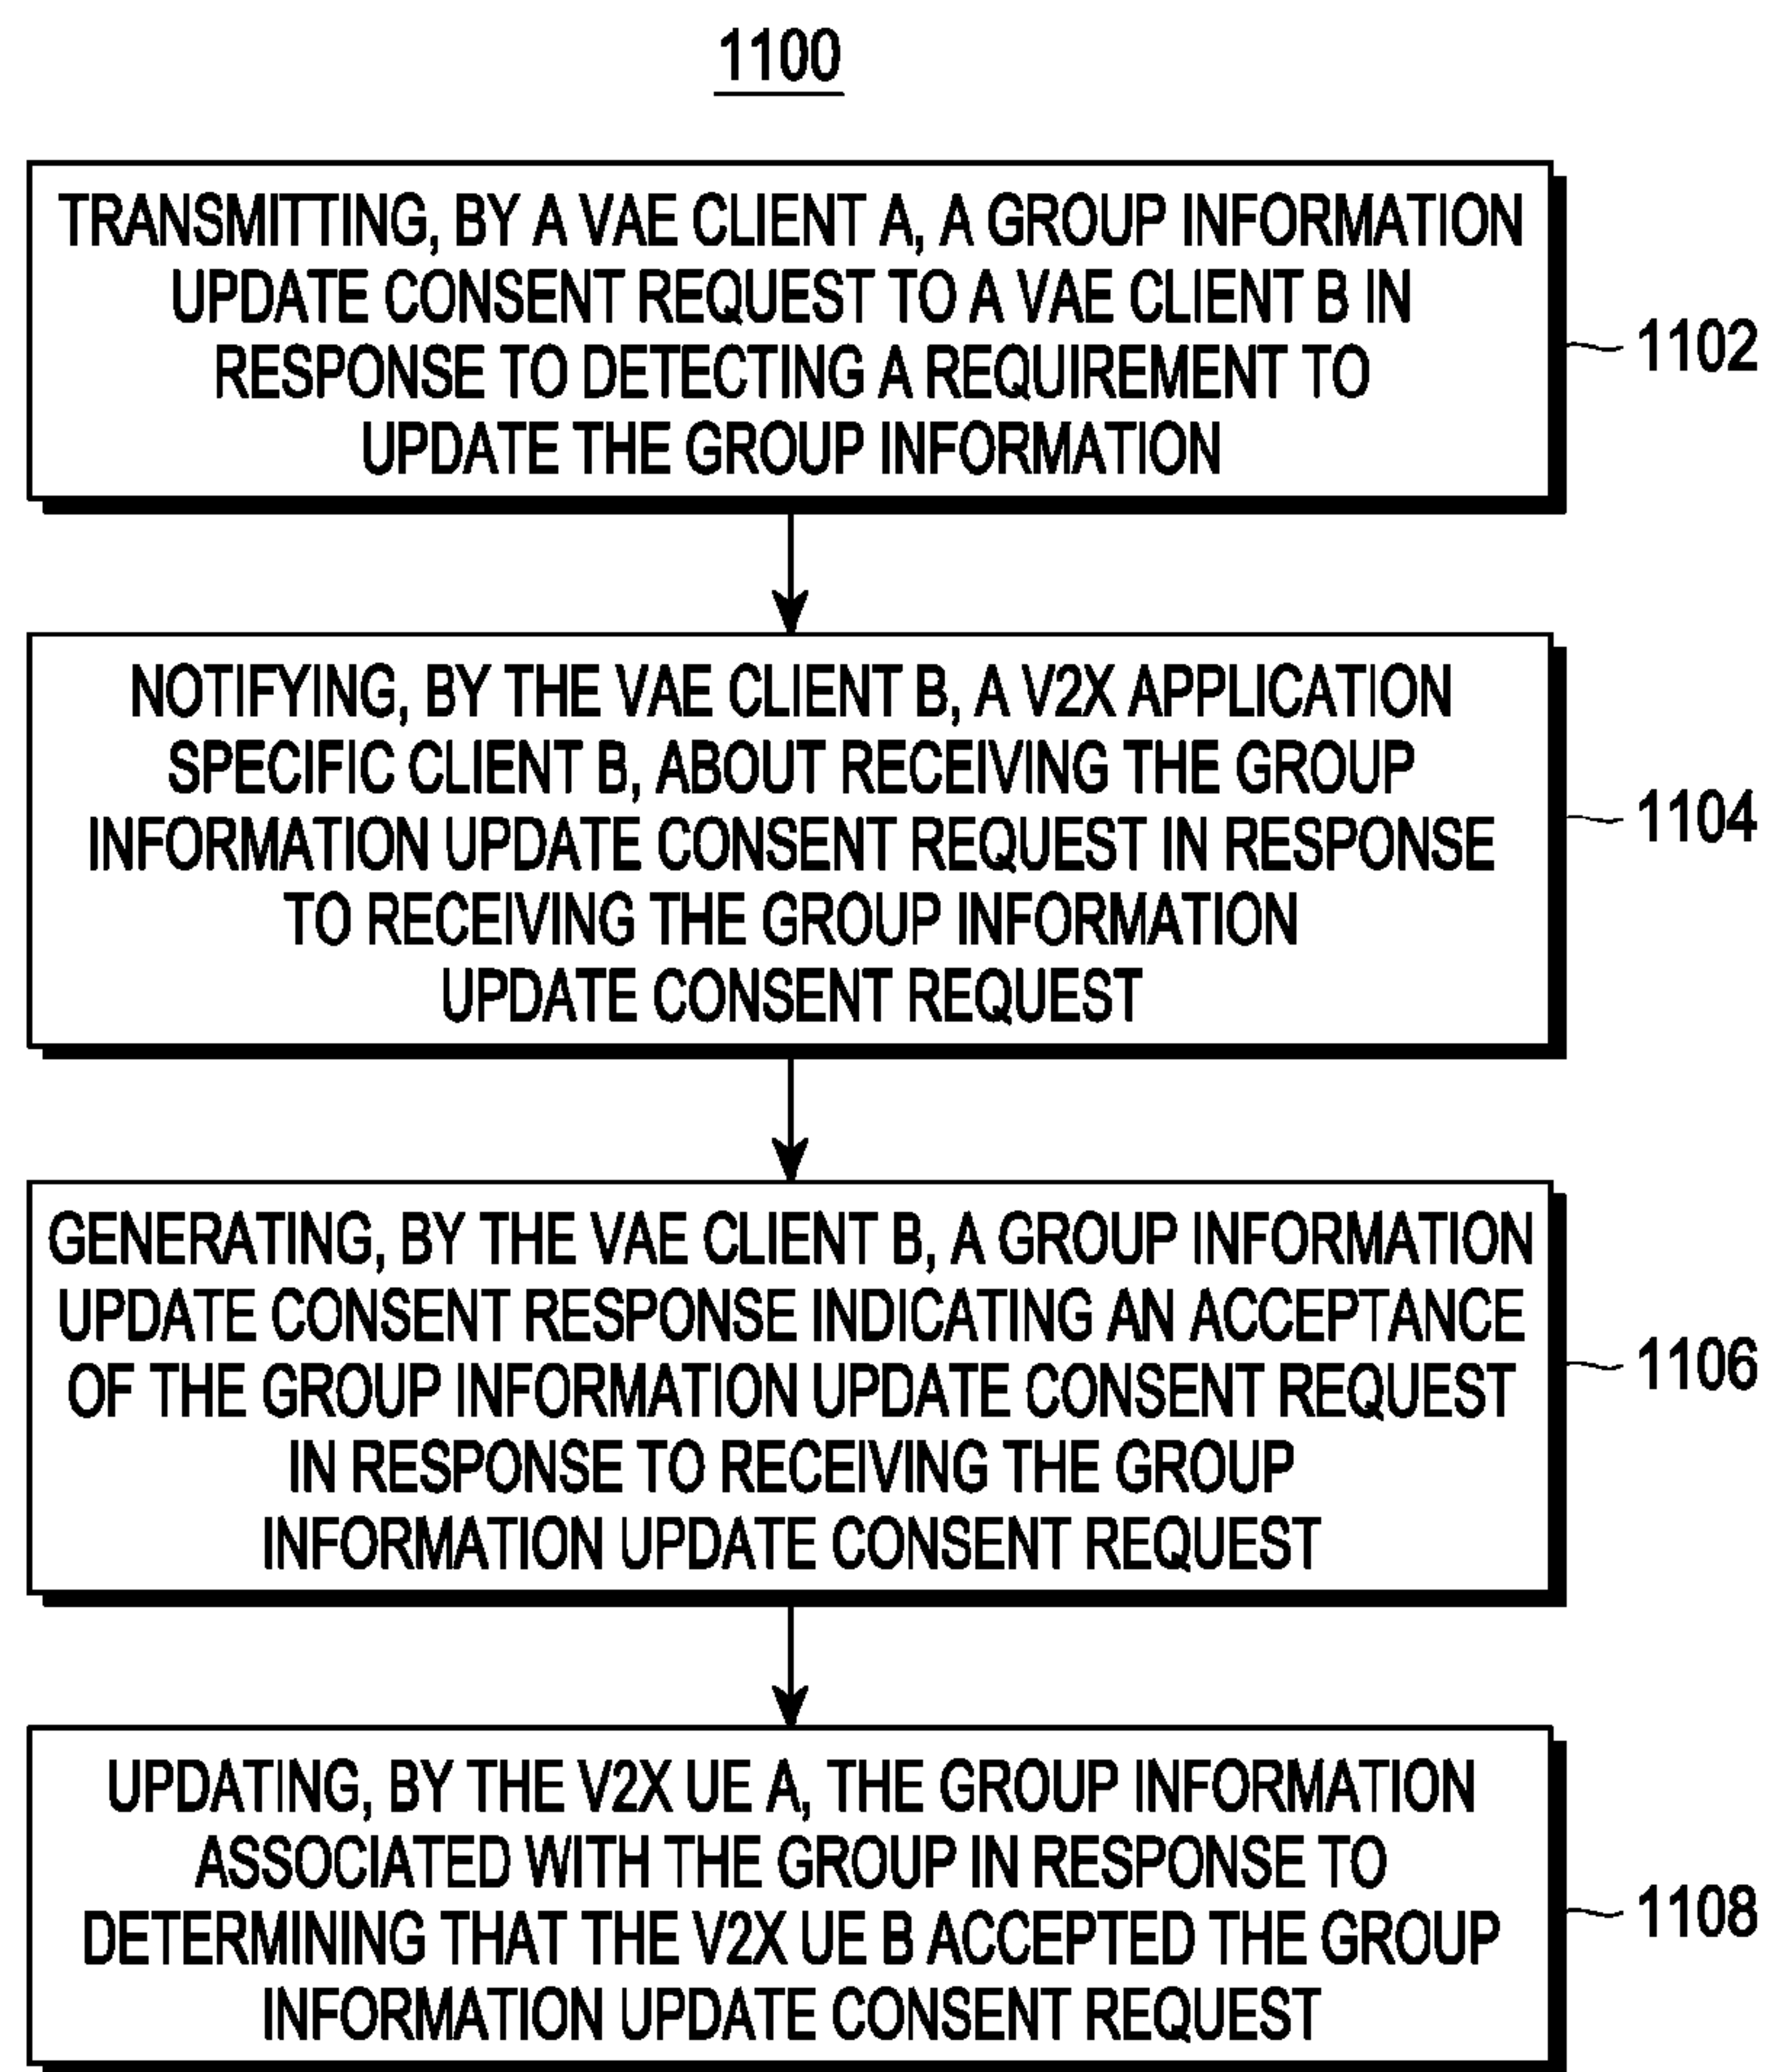 1100
TRANSMITTING, BY A VAE CLIENT A, A GROUP INFORMATION
UPDATE CONSENT REQUEST TO A VAE CLIENT B IN
RESPONSE TO DETECTING A REQUIREMENT TO
UPDATE THE GROUP INFORMATION
1102
NOTIFYING, BY THE VAE CLIENT B, A V2X APPLICATION
SPECIFIC CLIENT B, ABOUT RECEIVING THE GROUP
INFORMATION UPDATE CONSENT REQUEST IN RESPONSE
TO RECEIVING THE GROUP INFORMATION
UPDATE CONSENT REQUEST
1104
GENERATING, BY THE VAE CLIENT B, A GROUP INFORMATION
UPDATE CONSENT RESPONSE INDICATING AN ACCEPTANCE
OF THE GROUP INFORMATION UPDATE CONSENT REQUEST
IN RESPONSE TO RECEIVING THE GROUP
INFORMATION UPDATE CONSENT REQUEST
1106
UPDATING, BY THE V2X UE A, THE GROUP INFORMATION
ASSOCIATED WITH THE GROUP IN RESPONSE TO
DETERMINING THAT THE V2X UE B ACCEPTED THE GROUP
INFORMATION UPDATE CONSENT REQUEST
1108